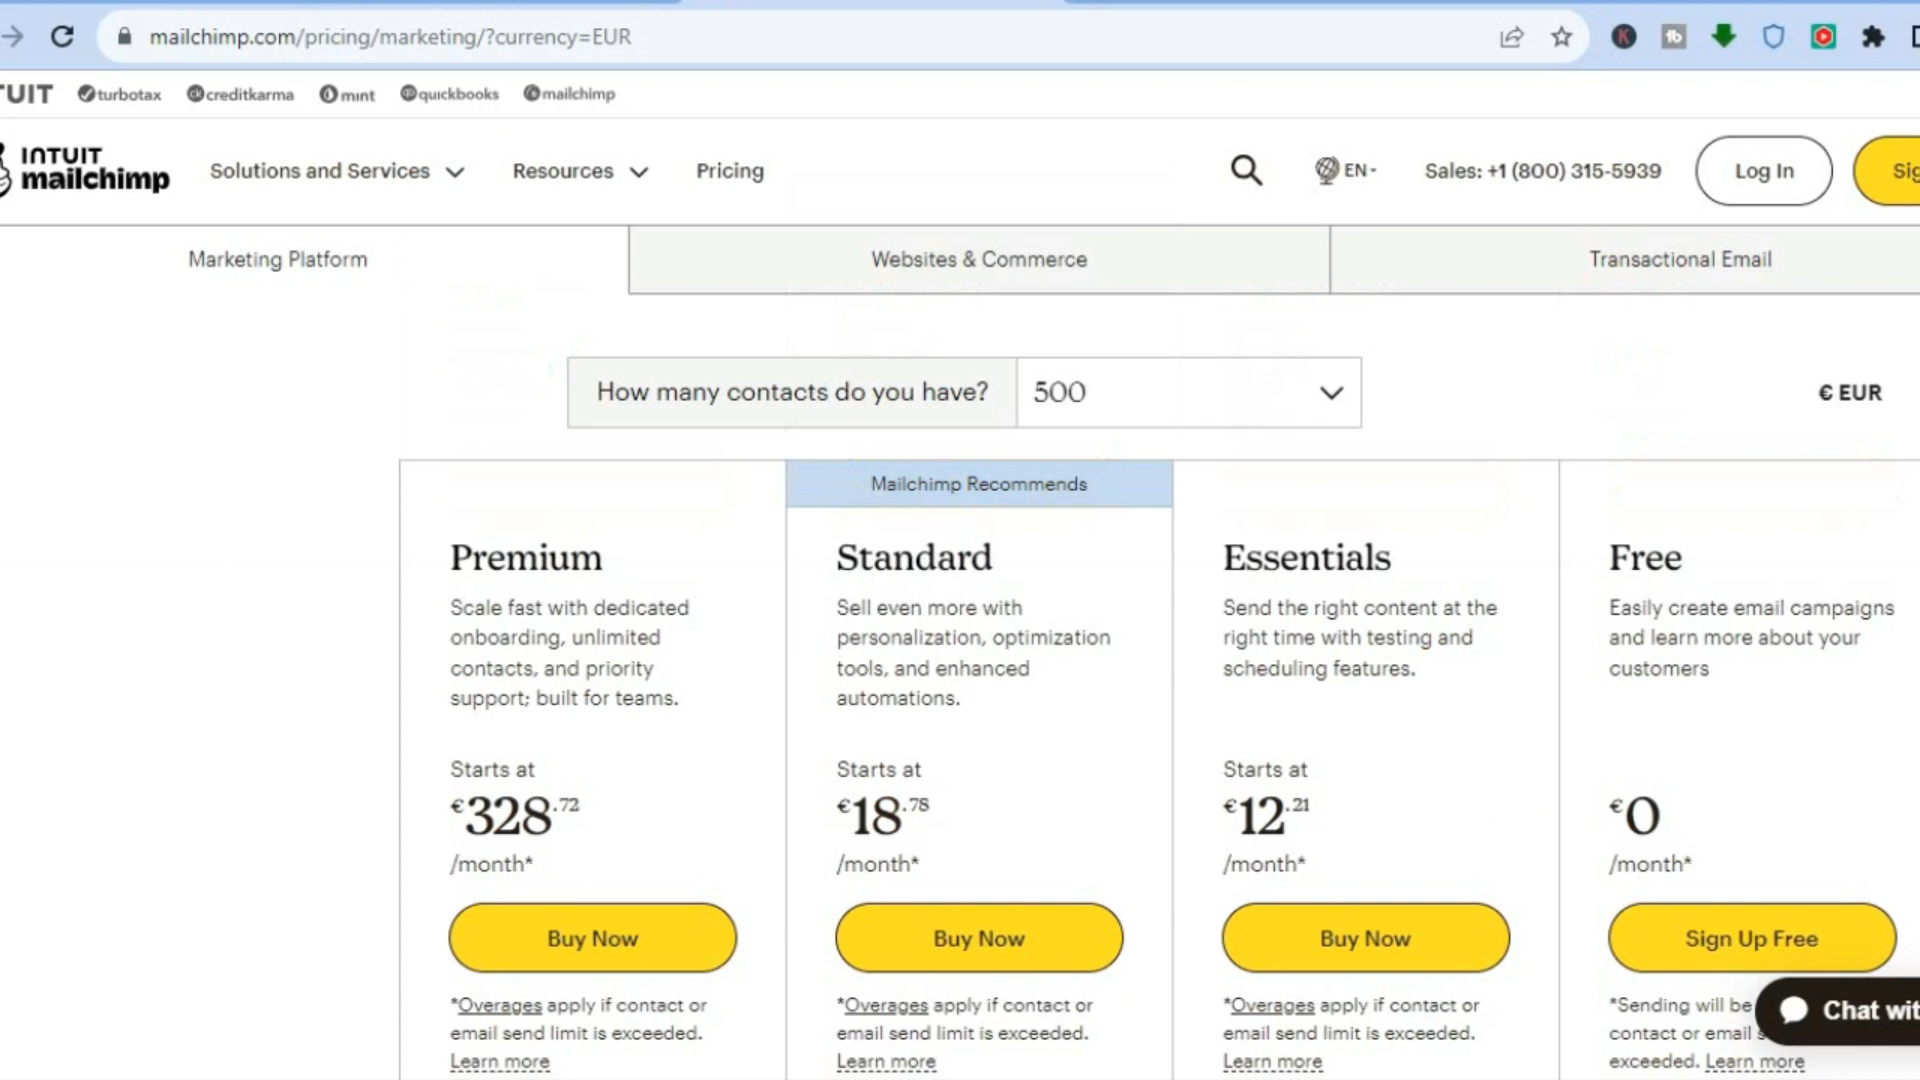 mailchimp.com/pricing/marketing/?currency=EUR
TUIT turbotax creditkarma mint quickbooks mailchimp
INTUIT
mailchimp
Solutions and Services
Resources
Pricing
EN
Sales: +1 (800) 315-5939
Log In
Sig
Marketing Platform
Websites & Commerce
Transactional Email
How many contacts do you have?
500
€ EUR
Mailchimp Recommends
Premium
Scale fast with dedicated
onboarding, unlimited
contacts, and priority
support; built for teams.
Starts at
€328.72
/month*
Buy Now
*Overages apply if contact or
email send limit is exceeded.
Learn more
Standard
Sell even more with
personalization, optimization
tools, and enhanced
automations.
Starts at
€18.78
/month*
Buy Now
*Overages apply if contact or
email send limit is exceeded.
Learn more
Essentials
Send the right content at the
right time with testing and
scheduling features.
Starts at
€12.21
/month*
Buy Now
*Overages apply if contact or
email send limit is exceeded.
Learn more
Free
Easily create email campaigns
and learn more about your
customers
€0
/month*
Sign Up Free
*Sending will be
contact or email s
exceeded. Learn more
Chat wit